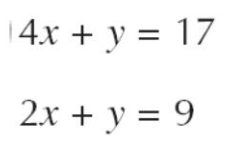 4x + y = 17
2x + y = 9